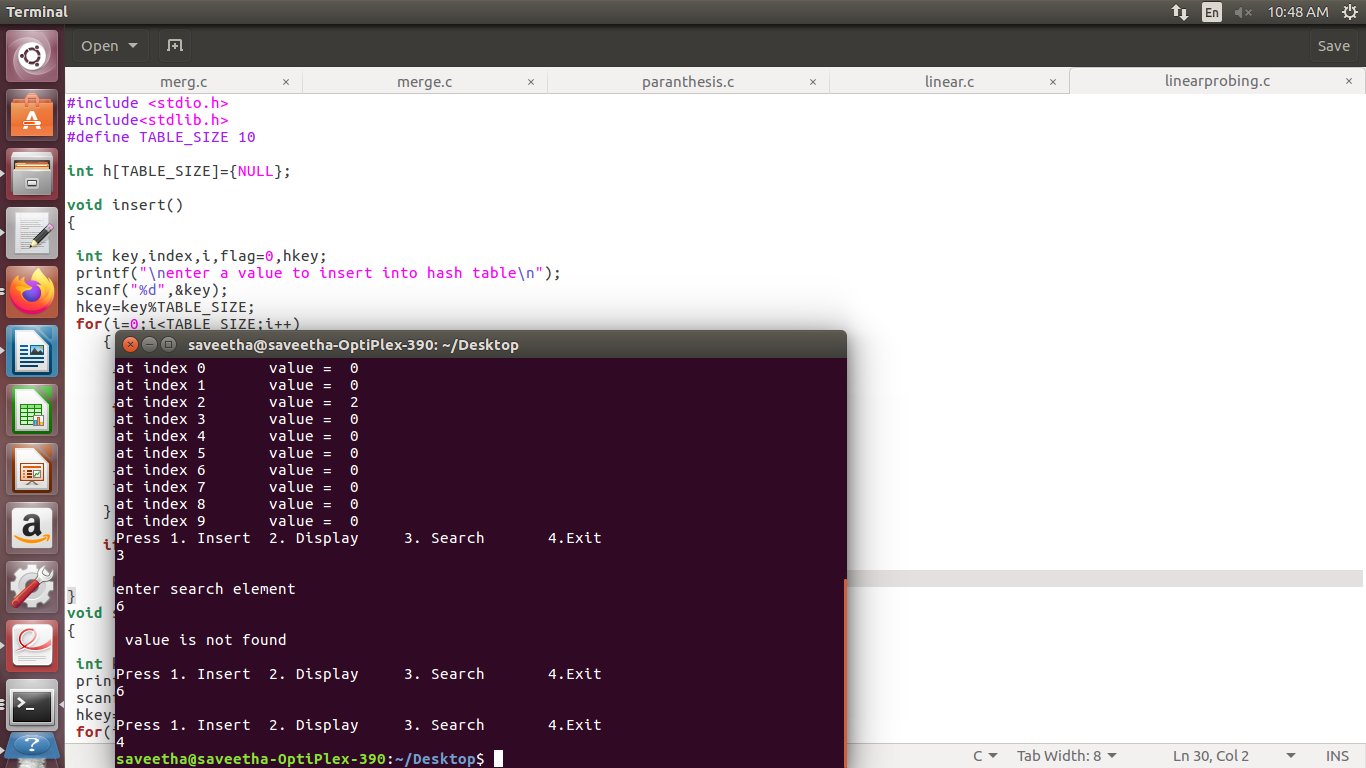 Terminal
En
10:48 AM
Open
Save
merg.c × merge.c × paranthesis.c × linear.c × linearprobing.c ×
#include <stdio.h>
#include<stdlib.h>
#define TABLE_SIZE 10
int h[TABLE_SIZE]={NULL};
void insert()
{
int key,index,i,flag=0,hkey;
printf("\nenter a value to insert into hash table\n");
scanf("%d",&key);
hkey=key%TABLE_SIZE;
for(i=0;i<TABLE_SIZE;i++)
{
}
}
void
{
int
for(
saveetha@saveetha-OptiPlex-390: ~/Desktop
at index 0 value = 0
at index 1 value = 0
at index 2 value = 2
at index 3 value = 0
at index 4 value = 0
at index 5 value = 0
at index 6 value = 0
at index 7 value = 0
at index 8 value = 0
at index 9 value = 0
Press 1. Insert 2. Display 3. Search 4.Exit
3
enter search element
6
value is not found
Press 1. Insert 2. Display 3. Search 4.Exit
6
Press 1. Insert 2. Display 3. Search 4.Exit
4
saveetha@saveetha-OptiPlex-390:~/Desktop$
C Tab Width: 8 Ln 30, Col 2 INS